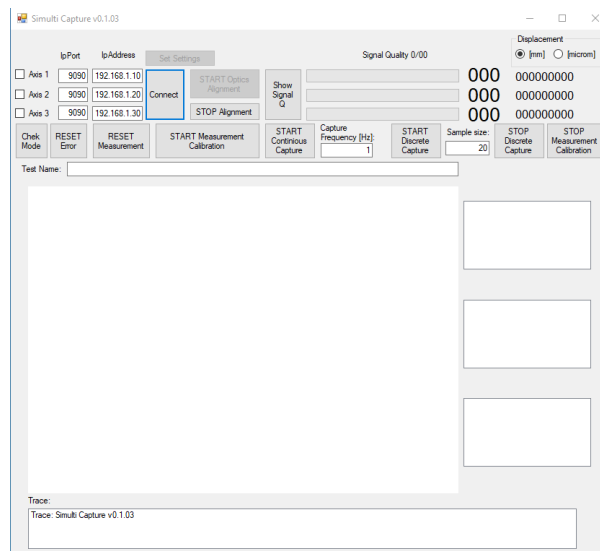 Simulti Capture v0.1.03
Displacement
IpPort IpAddress Set Settings Signal Quality 0/00 [mm] [microm]
Axis 1 9090 192.168.1.10 000 000000000
Axis 2 9090 192.168.1.20 000 000000000
Axis 3 9090 192.168.1.30 000 000000000
Connect
START Optics
Alignment
STOP Alignment
Show
Signal
Q
Chek
Mode
RESET
Error
RESET
Measurement
START Measurement
Calibration
START
Continious
Capture
Capture
Frequency [Hz]:
1
START
Discrete
Capture
Sample size:
20
STOP
Discrete
Capture
STOP
Measurement
Calibration
Test Name:
Trace:
Trace: Simulti Capture v0.1.03